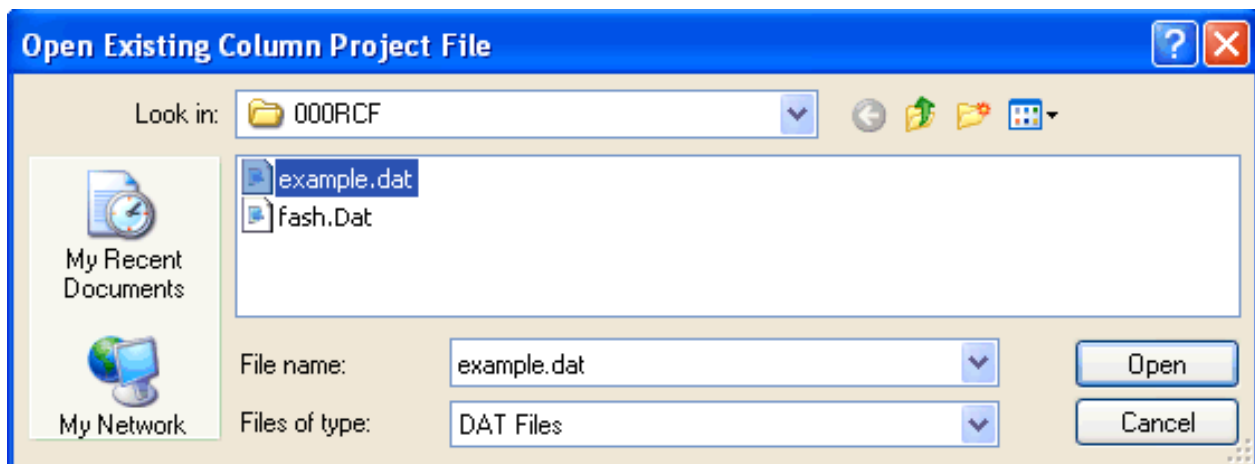 Open Existing Column Project File
Look in: 000RCF
example.dat
fash.Dat
My Recent
Documents
My Network
File name: example.dat
Open
Files of type: DAT Files
Cancel